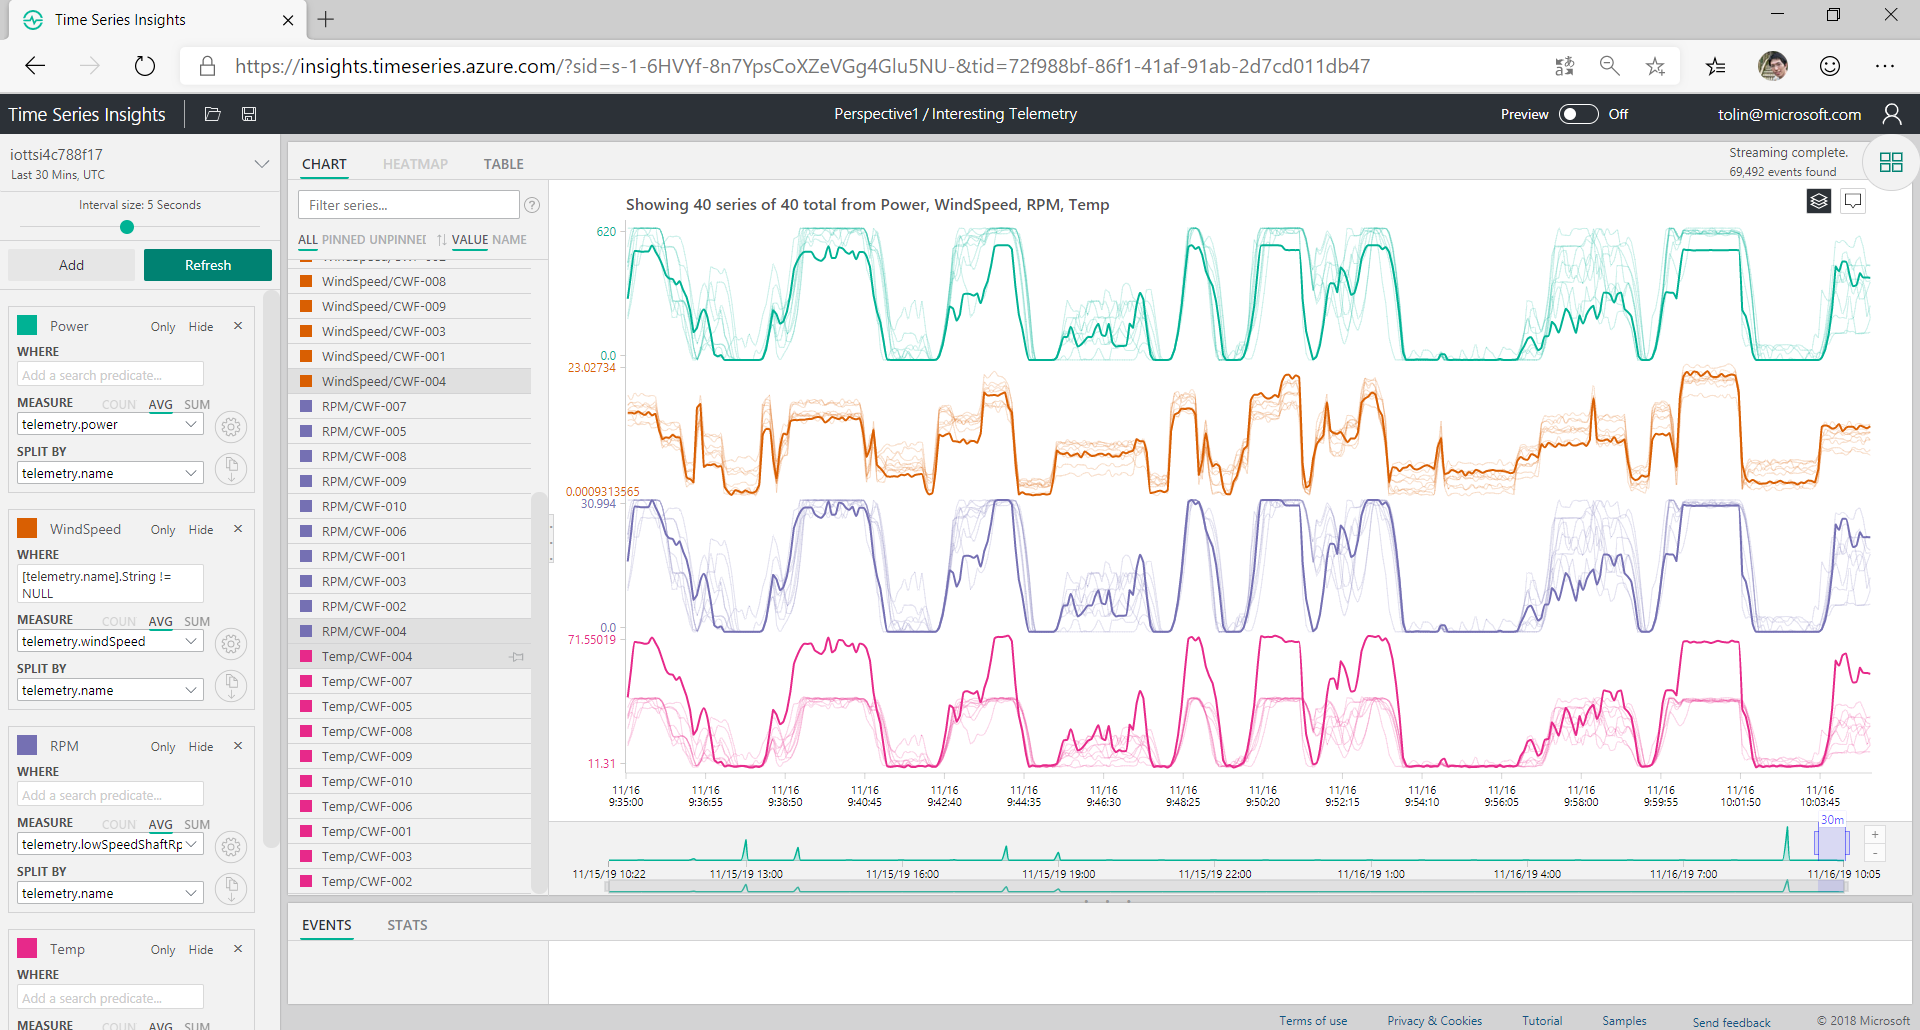 Time Series Insights
https://insights.timeseries.azure.com/?sid=s-1-6HVYf-8n7YpsCoXZeVGg4Glu5NU-&tid=72f988bf-86f1-41af-91ab-2d7cd011db47
Time Series Insights
Perspective1 / Interesting Telemetry
Preview Off
tolin@microsoft.com
iottsi4c788f17
Last 30 Mins, UTC
Interval size: 5 Seconds
Add Refresh
Power Only Hide
WHERE
Add a search predicate...
MEASURE COUN AVG SUM
telemetry.power
SPLIT BY
telemetry.name
WindSpeed Only Hide
WHERE
[telemetry.name].String !=
NULL
MEASURE COUN AVG SUM
telemetry.windSpeed
SPLIT BY
telemetry.name
RPM Only Hide
WHERE
Add a search predicate...
MEASURE COUN AVG SUM
telemetry.lowSpeedShaftRp
SPLIT BY
telemetry.name
Temp Only Hide
WHERE
Add a search predicate...
MEASURE COUN AVG SUM
CHART HEATMAP TABLE
Streaming complete.
69,492 events found
Filter series...
ALL PINNED UNPINNEI VALUE NAME
WindSpeed/CWF-008
WindSpeed/CWF-009
WindSpeed/CWF-003
WindSpeed/CWF-001
WindSpeed/CWF-004
RPM/CWF-007
RPM/CWF-005
RPM/CWF-008
RPM/CWF-009
RPM/CWF-010
RPM/CWF-006
RPM/CWF-001
RPM/CWF-003
RPM/CWF-002
RPM/CWF-004
Temp/CWF-004
Temp/CWF-007
Temp/CWF-005
Temp/CWF-008
Temp/CWF-009
Temp/CWF-010
Temp/CWF-006
Temp/CWF-001
Temp/CWF-003
Temp/CWF-002
Showing 40 series of 40 total from Power, WindSpeed, RPM, Temp
620
0.0
23.02734
0.0009313565
30.994
0.0
71.55019
11.31
11/16 11/16 11/16 11/16 11/16 11/16 11/16 11/16 11/16 11/16 11/16 11/16 11/16 11/16 11/16 11/16
9:35:00 9:36:55 9:38:50 9:40:45 9:42:40 9:44:35 9:46:30 9:48:25 9:50:20 9:52:15 9:54:10 9:56:05 9:58:00 9:59:55 10:01:50 10:03:45
30m
+
-
11/15/19 10:22 11/15/19 13:00 11/15/19 16:00 11/15/19 19:00 11/15/19 22:00 11/16/19 1:00 11/16/19 4:00 11/16/19 7:00 11/16/19 10:05
EVENTS STATS
Terms of use Privacy & Cookies Tutorial Samples Send feedback © 2018 Microsoft